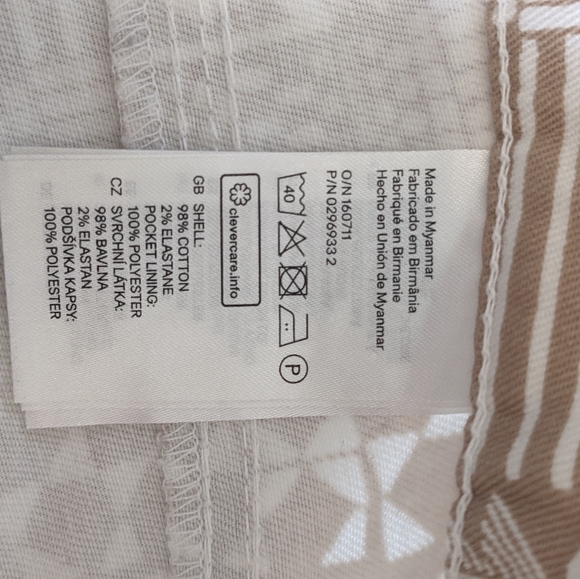 Made in Myanmar
Fabricado em Birmânia
Fabriqué en Birmanie
Hecho en Unión de Myanmar
O/N 160711
P/N 0296933 2
40
P
clevercare.info
GB SHELL:
98% COTTON
2% ELASTANE
POCKET LINING:
100% POLYESTER
CZ SVRCHNÍ LÁTKA:
98% BAVLNA
2% ELASTAN
PODŠÍVKA KAPSY:
100% POLYESTER